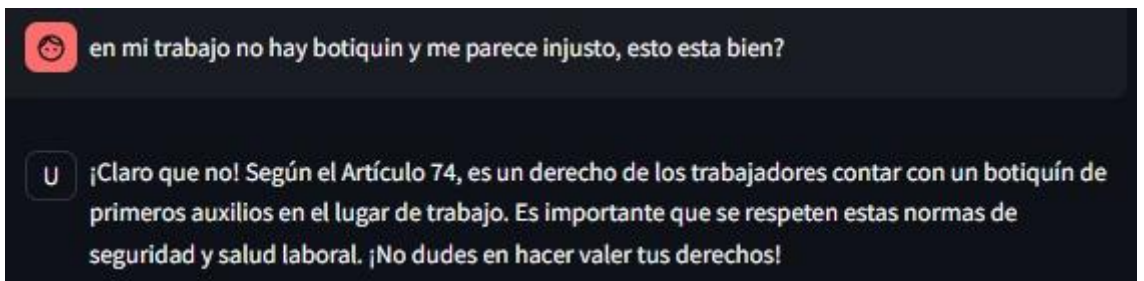 en mi trabajo no hay botiquin y me parece injusto, esto esta bien?
U
¡Claro que no! Según el Artículo 74, es un derecho de los trabajadores contar con un botiquín de
primeros auxilios en el lugar de trabajo. Es importante que se respeten estas normas de
seguridad y salud laboral. ¡No dudes en hacer valer tus derechos!